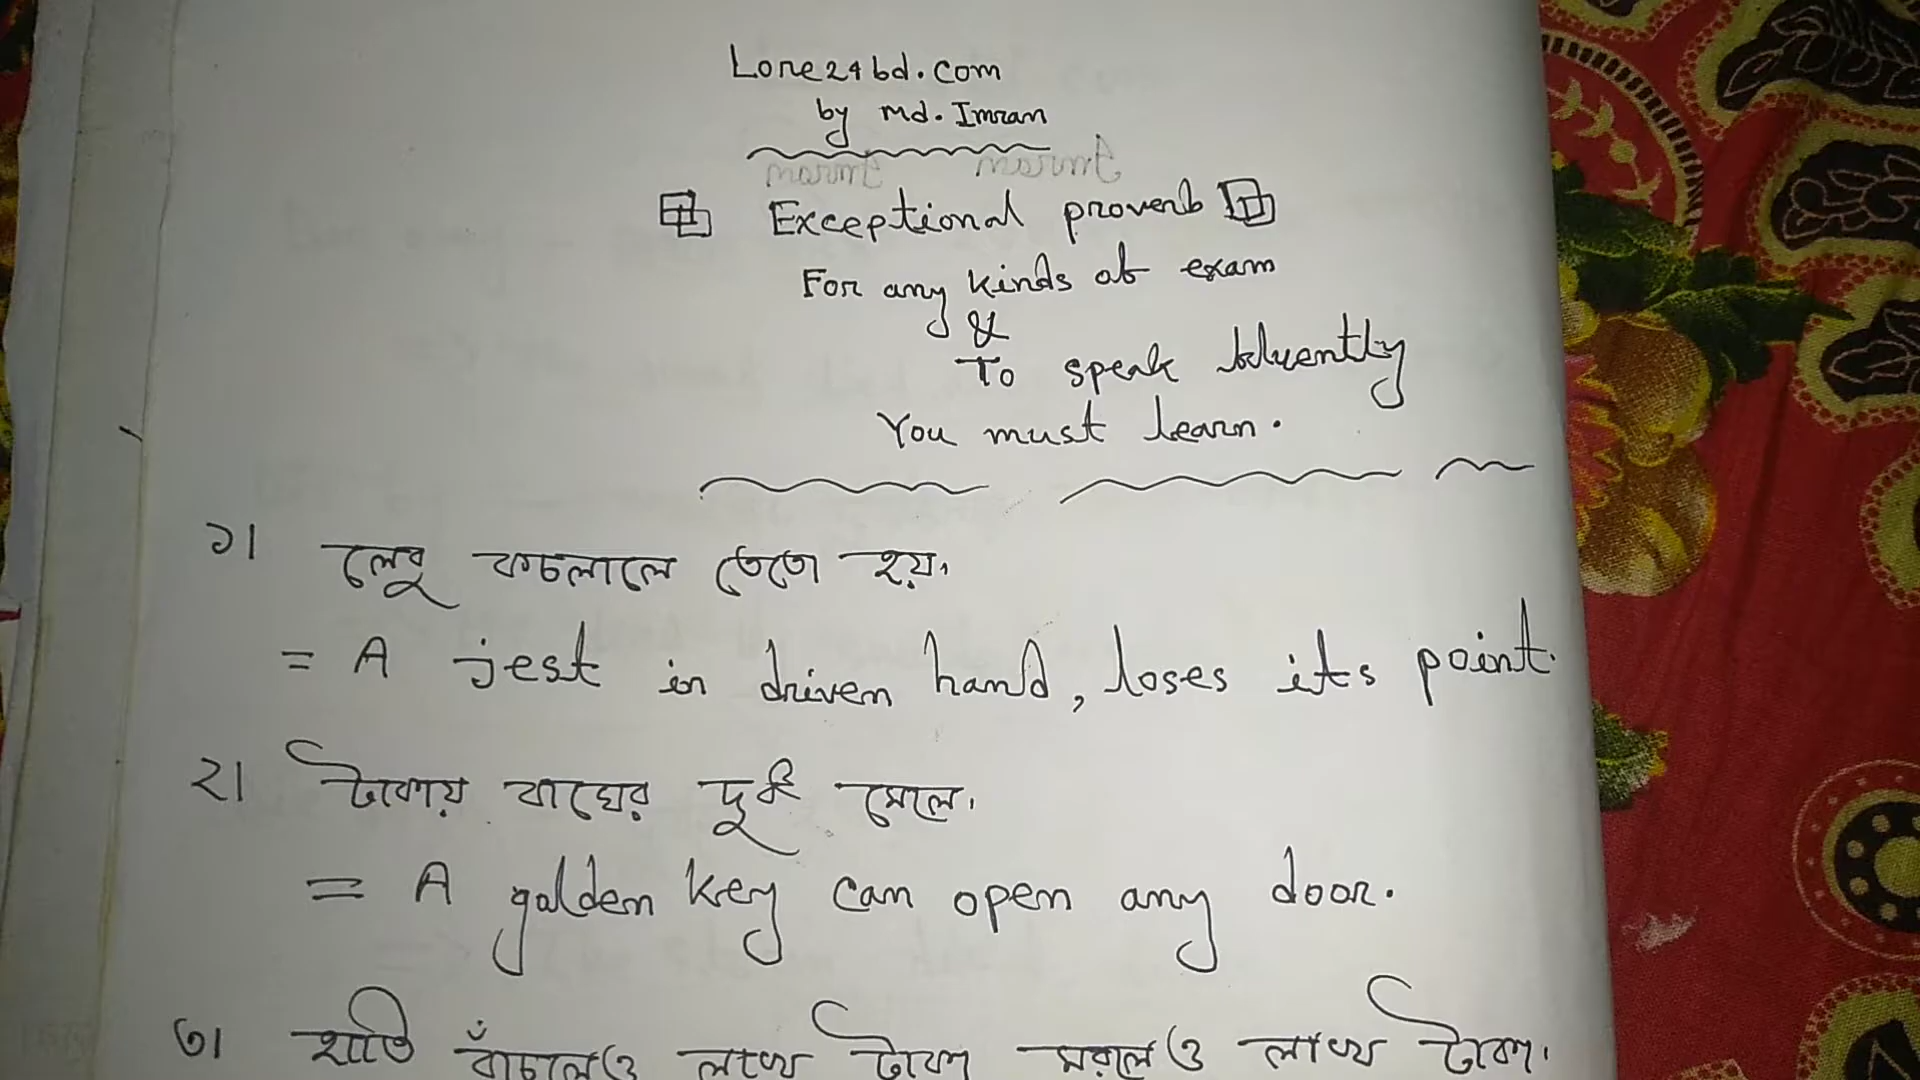 Lore24bd.com
by md. Imran
Exceptional proverb
For any kinds of exam
&
To speak fluently
You must learn.
১। লেবু কচলালে তেতো হয়।
= A jest in driven hand, loses its point.
২। টাকায় বাঘের দুধ মেলে।
= A golden key can open any door.
৩। হাতি বাঁচলেও লাখ টাকা মরলেও লাখ টাকা।